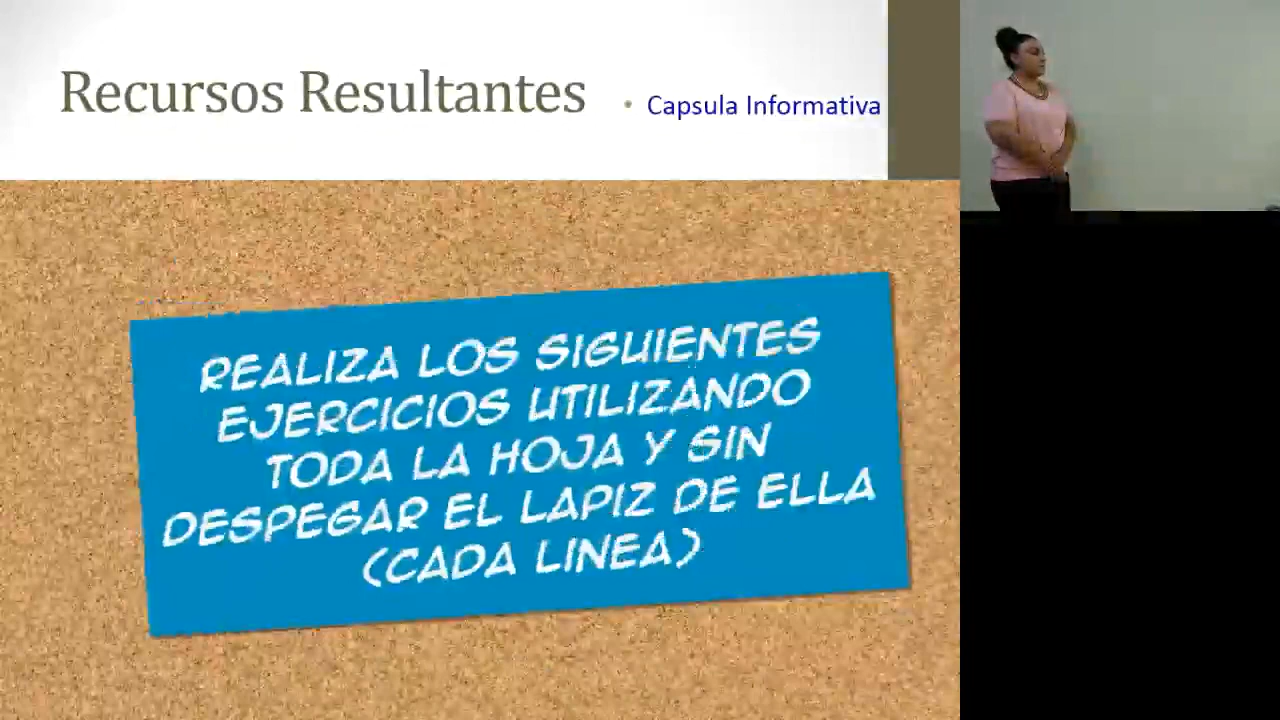 Recursos Resultantes
• Capsula Informativa
REALIZA LOS SIGUIENTES
EJERCICIOS UTILIZANDO
TODA LA HOJA Y SIN
DESPEGAR EL LAPIZ DE ELLA
(CADA LINEA)